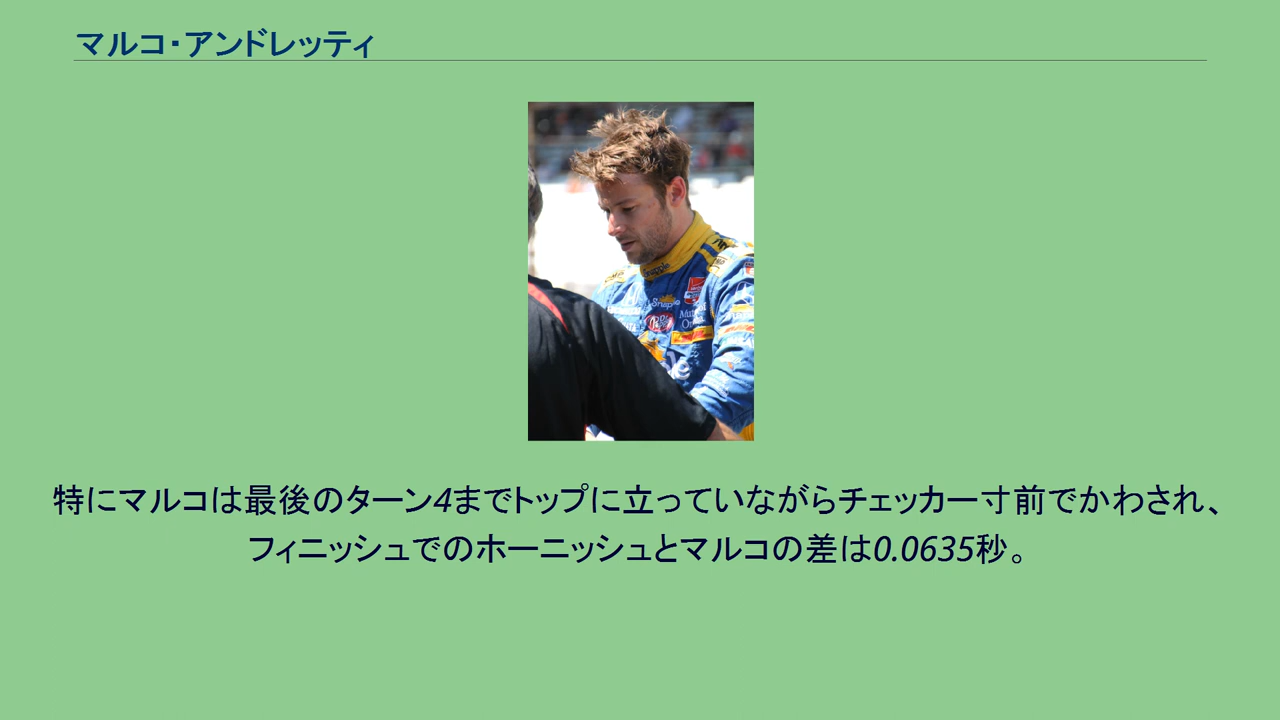 マルコ・アンドレッティ
Snapple
Snapple
特にマルコは最後のターン4までトップに立っていながらチェッカー寸前でかわされ、
フィニッシュでのホーニッシュとマルコの差は0.0635秒。